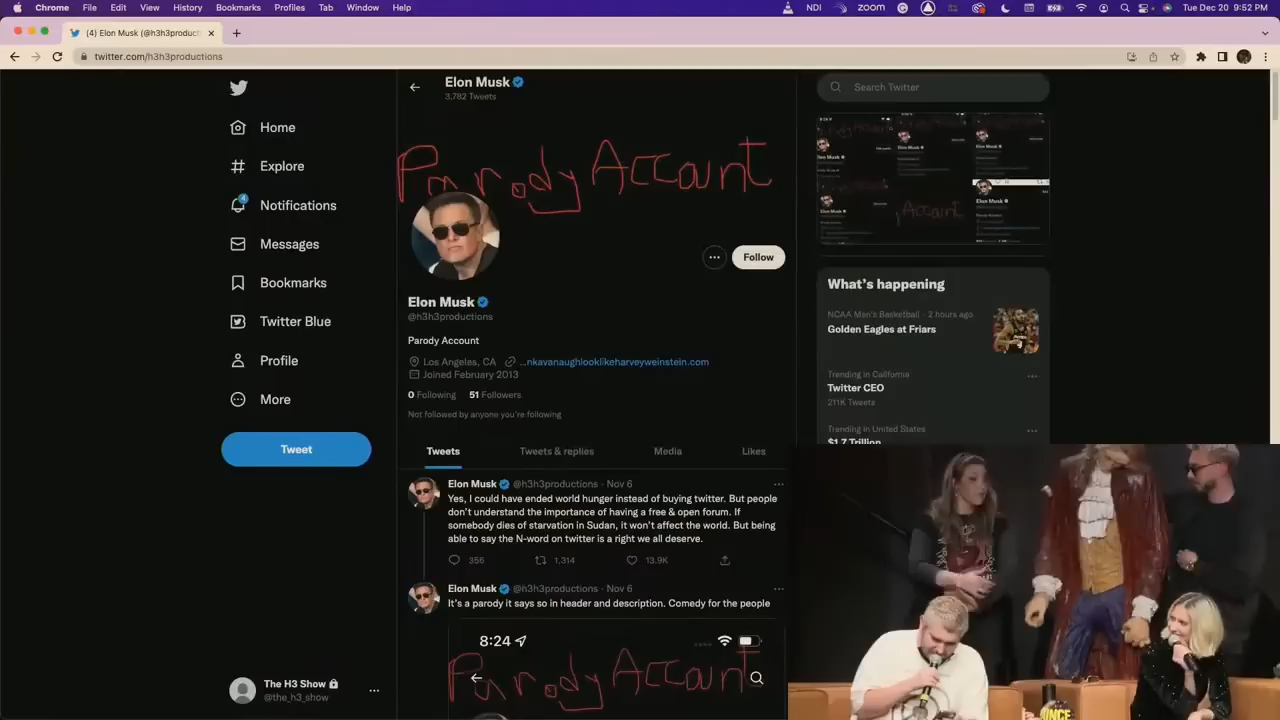 Chrome File Edit View History Bookmarks Profiles Tab Window Help
NDI zoom Tue Dec 20 9:52 PM
(4) Elon Musk (@h3h3product
twitter.com/h3h3productions
Elon Musk
3,782 Tweets
Search Twitter
Home
Explore
4
Notifications
Messages
Bookmarks
Twitter Blue
Profile
More
Tweet
The H3 Show
@the_h3_show
Parody Account
Follow
Elon Musk
@h3h3productions
Parody Account
Los Angeles, CA ...nkavanaughlooklikeharveyweinstein.com
Joined February 2013
0 Following 51 Followers
Not followed by anyone you're following
Tweets Tweets & replies Media Likes
Elon Musk @h3h3productions · Nov 6
Yes, I could have ended world hunger instead of buying twitter. But people
don't understand the importance of having a free & open forum. If
somebody dies of starvation in Sudan, it won't affect the world. But being
able to say the N-word on twitter is a right we all deserve.
356 1,314 13.9K
Elon Musk @h3h3productions · Nov 6
It's a parody it says so in header and description. Comedy for the people
8:24
Parody Account
Account
What's happening
NCAA Men's Basketball · 2 hours ago
Golden Eagles at Friars
Trending in California
Twitter CEO
211K Tweets
Trending in United States
$1.7 Trillion